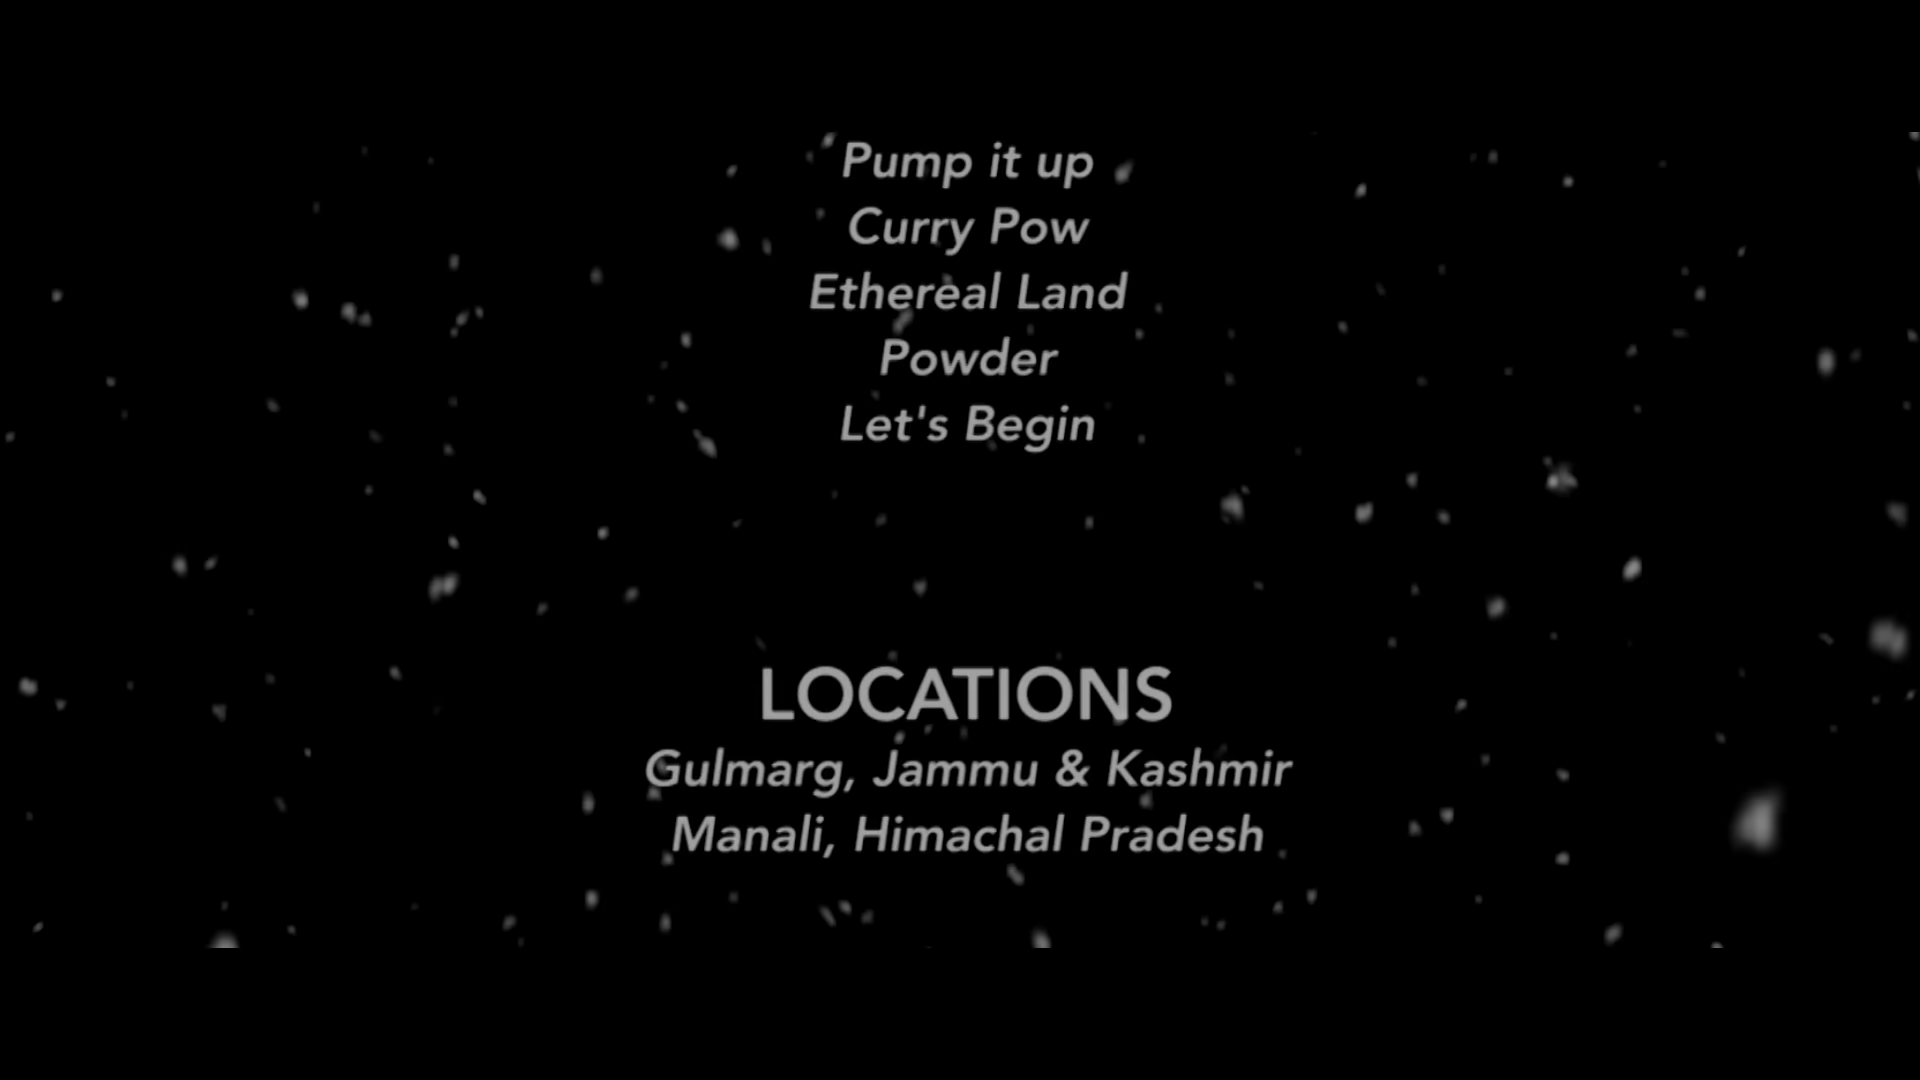 Pump it up
Curry Pow
Ethereal Land
Powder
Let's Begin
LOCATIONS
Gulmarg, Jammu & Kashmir
Manali, Himachal Pradesh